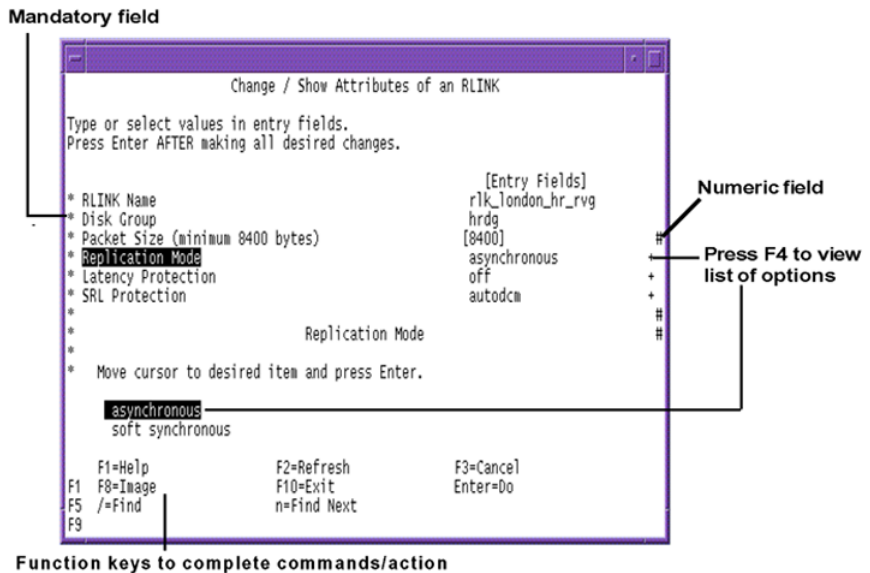 Mandatory field
Change / Show Attributes of an RLINK
Type or select values in entry fields.
Press Enter AFTER making all desired changes.
[Entry Fields]
* RLINK Name rlk_london_hr_rvg
* Disk Group hrdg
* Packet Size (minimum 8400 bytes) [8400] #
* Replication Mode asynchronous +
* Latency Protection off +
* SRL Protection autodcm +
* #
* Replication Mode #
*
* Move cursor to desired item and press Enter.
asynchronous
soft synchronous
F1=Help F2=Refresh F3=Cancel
F1 F8=Image F10=Exit Enter=Do
F5 /=Find n=Find Next
F9
Numeric field
Press F4 to view
list of options
Function keys to complete commands/action